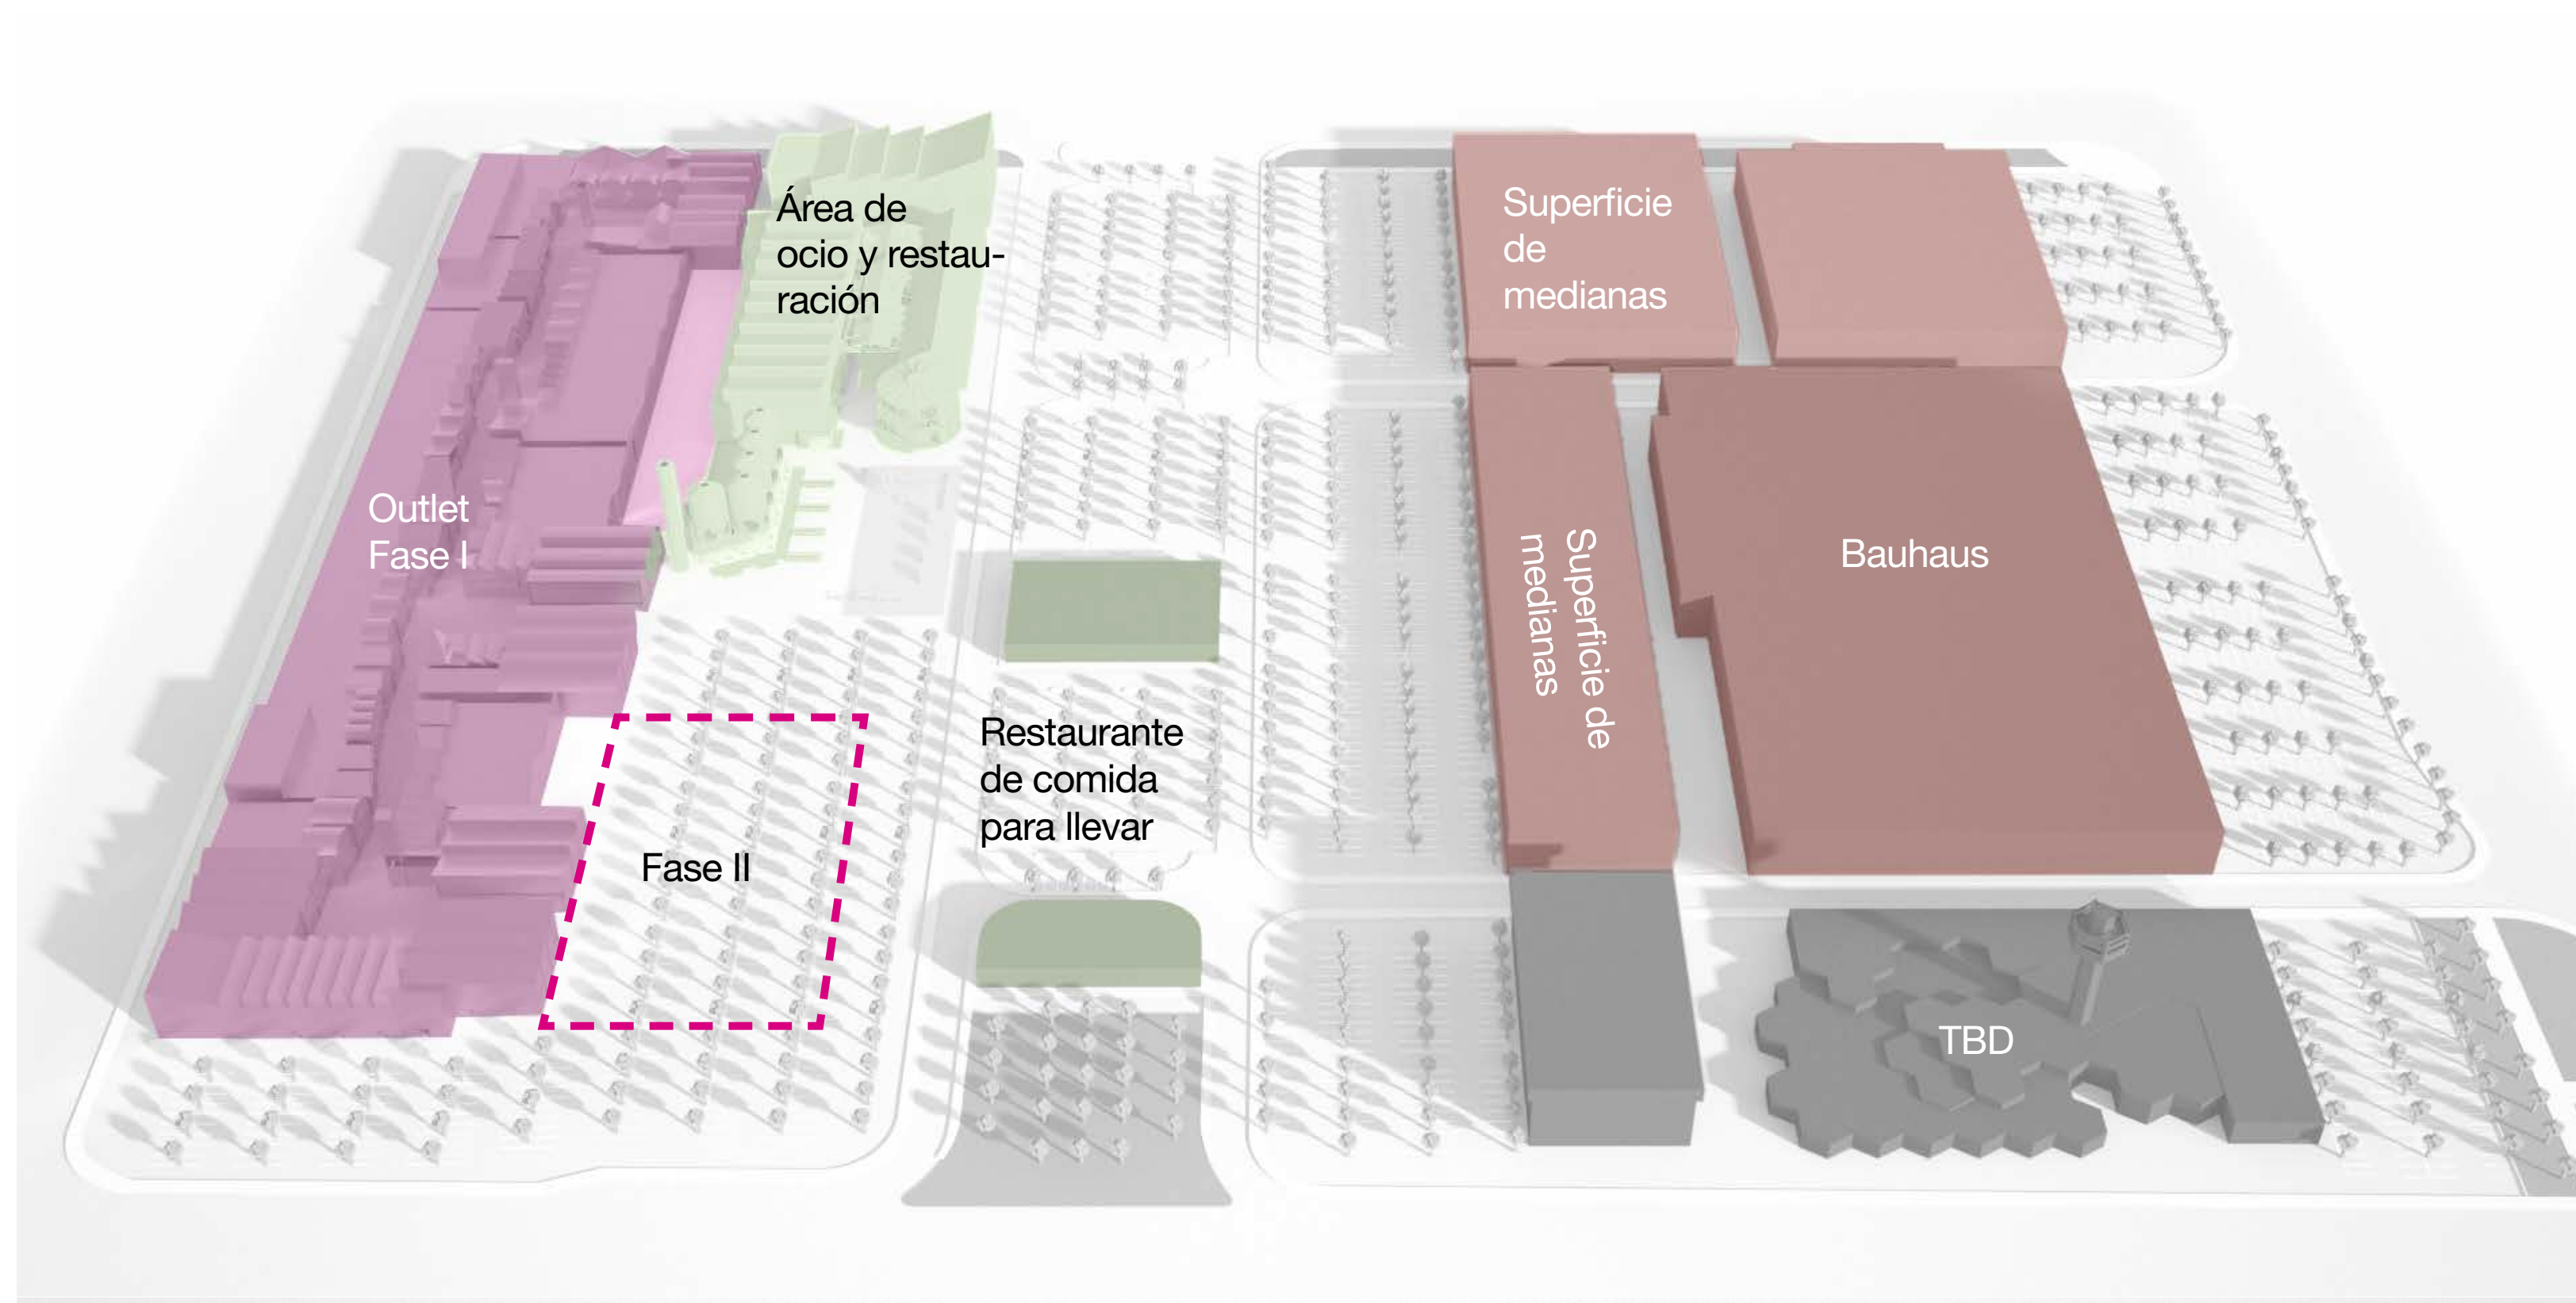 Área de
ocio y restau-
ración
Superficie
de
medianas
Outlet
Fase I
Superficie de
medianas
Bauhaus
Restaurante
de comida
para llevar
Fase II
TBD